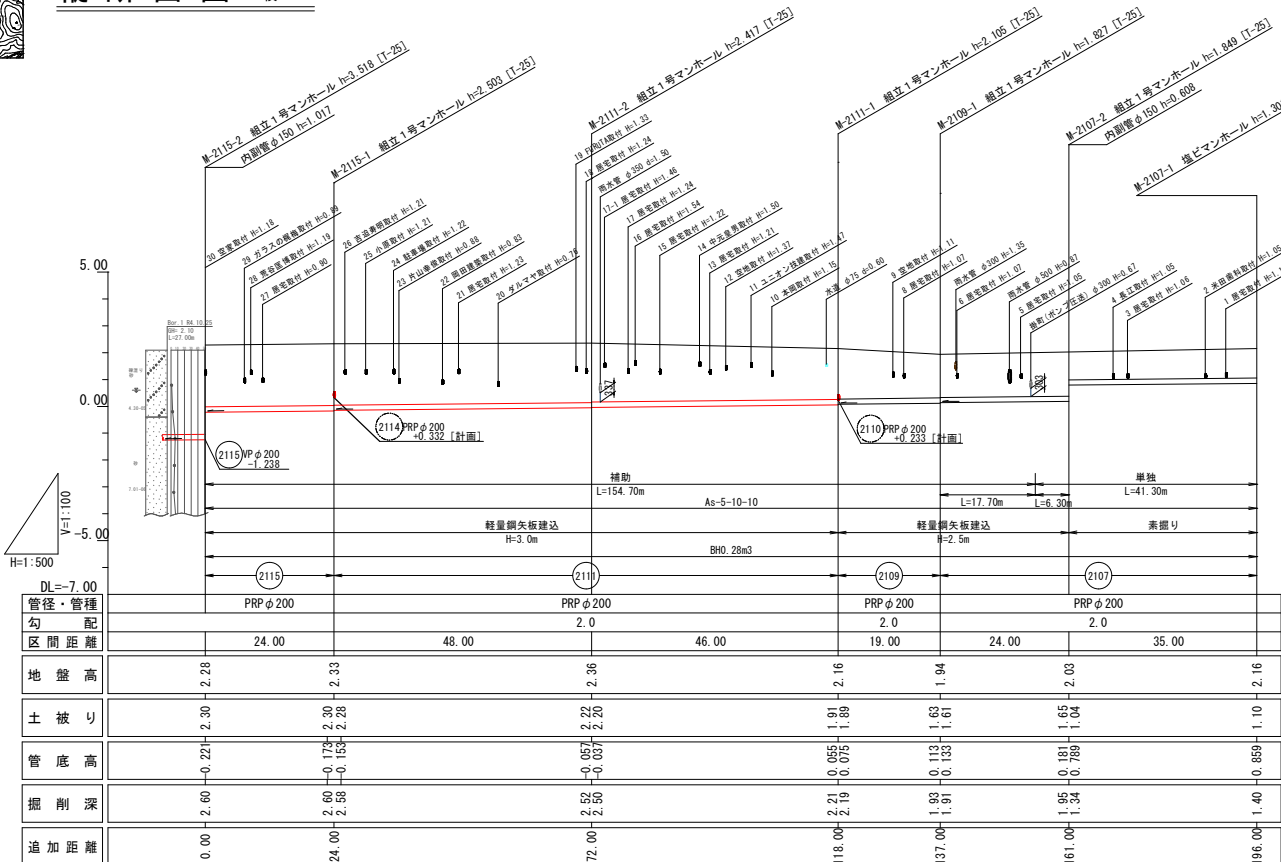 M-2115-2 組立1号マンホール h=3.518 [T-25]
内副管φ150 h=1.017
M-2115-1 組立1号マンホール h=2.503 [T-25]
M-2111-2 組立1号マンホール h=2.417 [T-25]
M-2111-1 組立1号マンホール h=2.105 [T-25]
M-2109-1 組立1号マンホール h=1.827 [T-25]
M-2107-2 組立1号マンホール h=1.849 [T-25]
内副管φ150 h=0.608
M-2107-1 塩ビマンホール h=1.30
30 空家取付 H=1.18
29 ガラスの楓樹取付 H=0.89
28 荒谷医博取付 H=1.19
27 居宅取付 H=0.90
26 吉迫寿明取付 H=1.21
25 小原取付 H=1.21
24 駐車場取付 H=1.22
23 片山幸俊取付 H=0.88
22 岡田建築取付 H=0.83
21 居宅取付 H=1.23
20 ダルマヤ取付 H=0.76
19 FURUTA取付 H=1.33
18 居宅取付 H=1.24
雨水管 φ350 d=1.50
17-1 居宅取付 H=1.46
17 居宅取付 H=1.24
16 居宅取付 H=1.54
15 居宅取付 H=1.22
14 中元皇男取付 H=1.50
13 居宅取付 H=1.21
12 空地取付 H=1.37
11 ユニオン技建取付 H=1.47
10 本岡取付 H=1.15
水道 φ75 d=0.60
9 空地取付 H=1.11
8 居宅取付 H=1.07
雨水管 φ300 H=1.35
6 居宅取付 H=1.07
雨水管 φ500 H=0.87
5 居宅取付 H=1.05
掛町(ポンプ圧送) φ300 H=0.67
4 長江取付 H=1.05
3 居宅取付 H=1.06
2 米田歯科取付 H=1.05
1 居宅取付 H=1.
5.00
Bor.1 R4.10.25
GH= 2.10
L=27.00m
0.00
2114 PRPφ200
+0.332 [計画]
2110 PRPφ200
+0.233 [計画]
2115 VPφ200
-1.238
補助
L=154.70m
単独
L=41.30m
As-5-10-10
L=17.70m
L=6.30m
V=1:100
-5.00
軽量鋼矢板建込
H=3.0m
軽量鋼矢板建込
H=2.5m
素掘り
BH0.28m3
H=1:500
2115 2111 2109 2107
DL=-7.00
管径・管種 PRPφ200 PRPφ200 PRPφ200 PRPφ200
勾配 2.0 2.0 2.0
区間距離 24.00 48.00 46.00 19.00 24.00 35.00
地盤高 2.28 2.33 2.36 2.16 1.94 2.03 2.16
土被り 2.30 2.30 2.28 2.22 2.20 1.91 1.89 1.63 1.61 1.65 1.04 1.10
管底高 -0.221 -0.173 -0.153 -0.057 -0.037 0.055 0.075 0.113 0.133 0.181 0.789 0.859
掘削深 2.60 2.60 2.58 2.52 2.50 2.21 2.19 1.93 1.91 1.95 1.34 1.40
追加距離 0.00 24.00 72.00 118.00 137.00 161.00 196.00